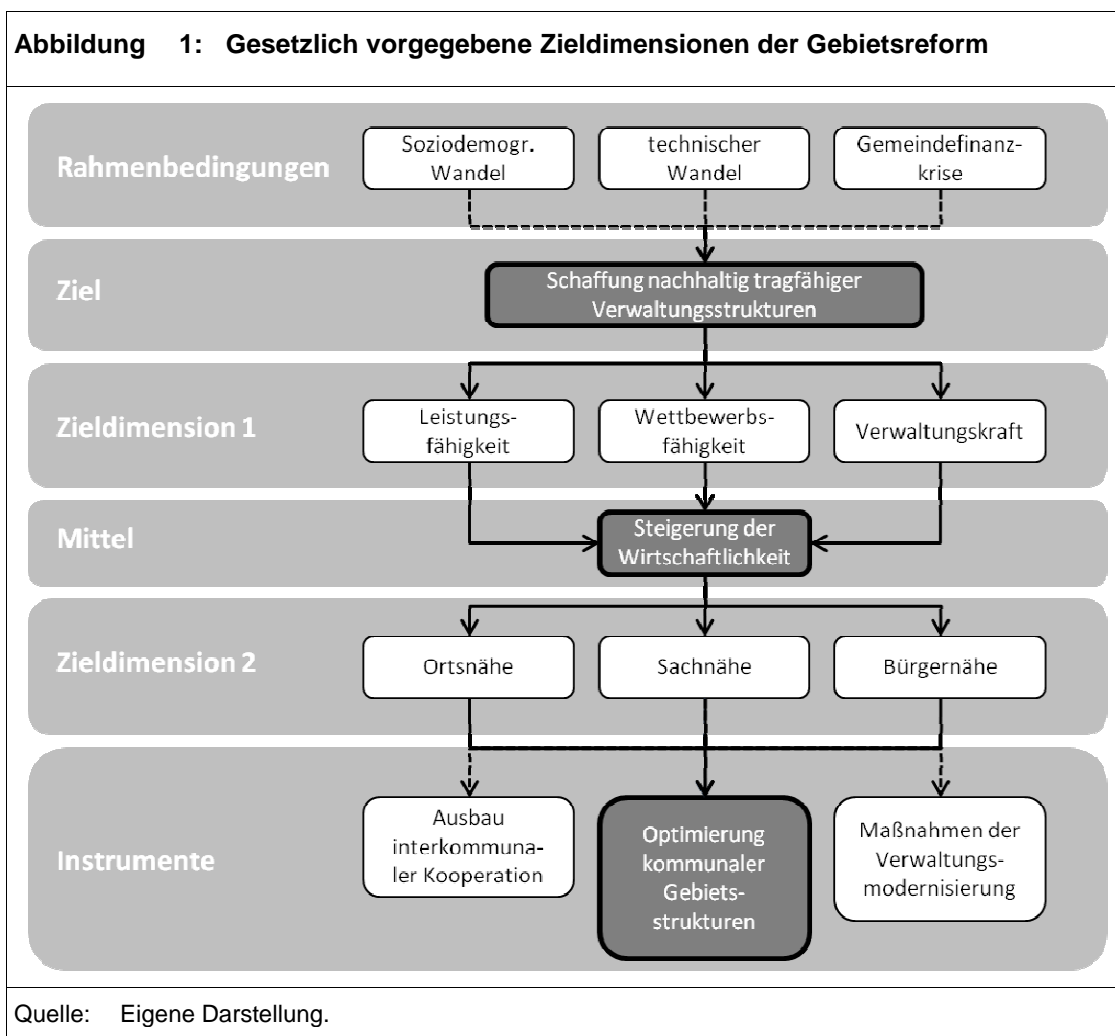 Abbildung 1: Gesetzlich vorgegebene Zieldimensionen der Gebietsreform
Rahmenbedingungen
Soziodemogr.
Wandel
technischer
Wandel
Gemeindefinanz-
krise
Ziel
Schaffung nachhaltig tragfähiger
Verwaltungsstrukturen
Zieldimension 1
Leistungs-
fähigkeit
Wettbewerbs-
fähigkeit
Verwaltungskraft
Mittel
Steigerung der
Wirtschaftlichkeit
Zieldimension 2
Ortsnähe
Sachnähe
Bürgernähe
Instrumente
Ausbau
interkommuna-
ler Kooperation
Optimierung
kommunaler
Gebiets-
strukturen
Maßnahmen der
Verwaltungs-
modernisierung
Quelle: Eigene Darstellung.